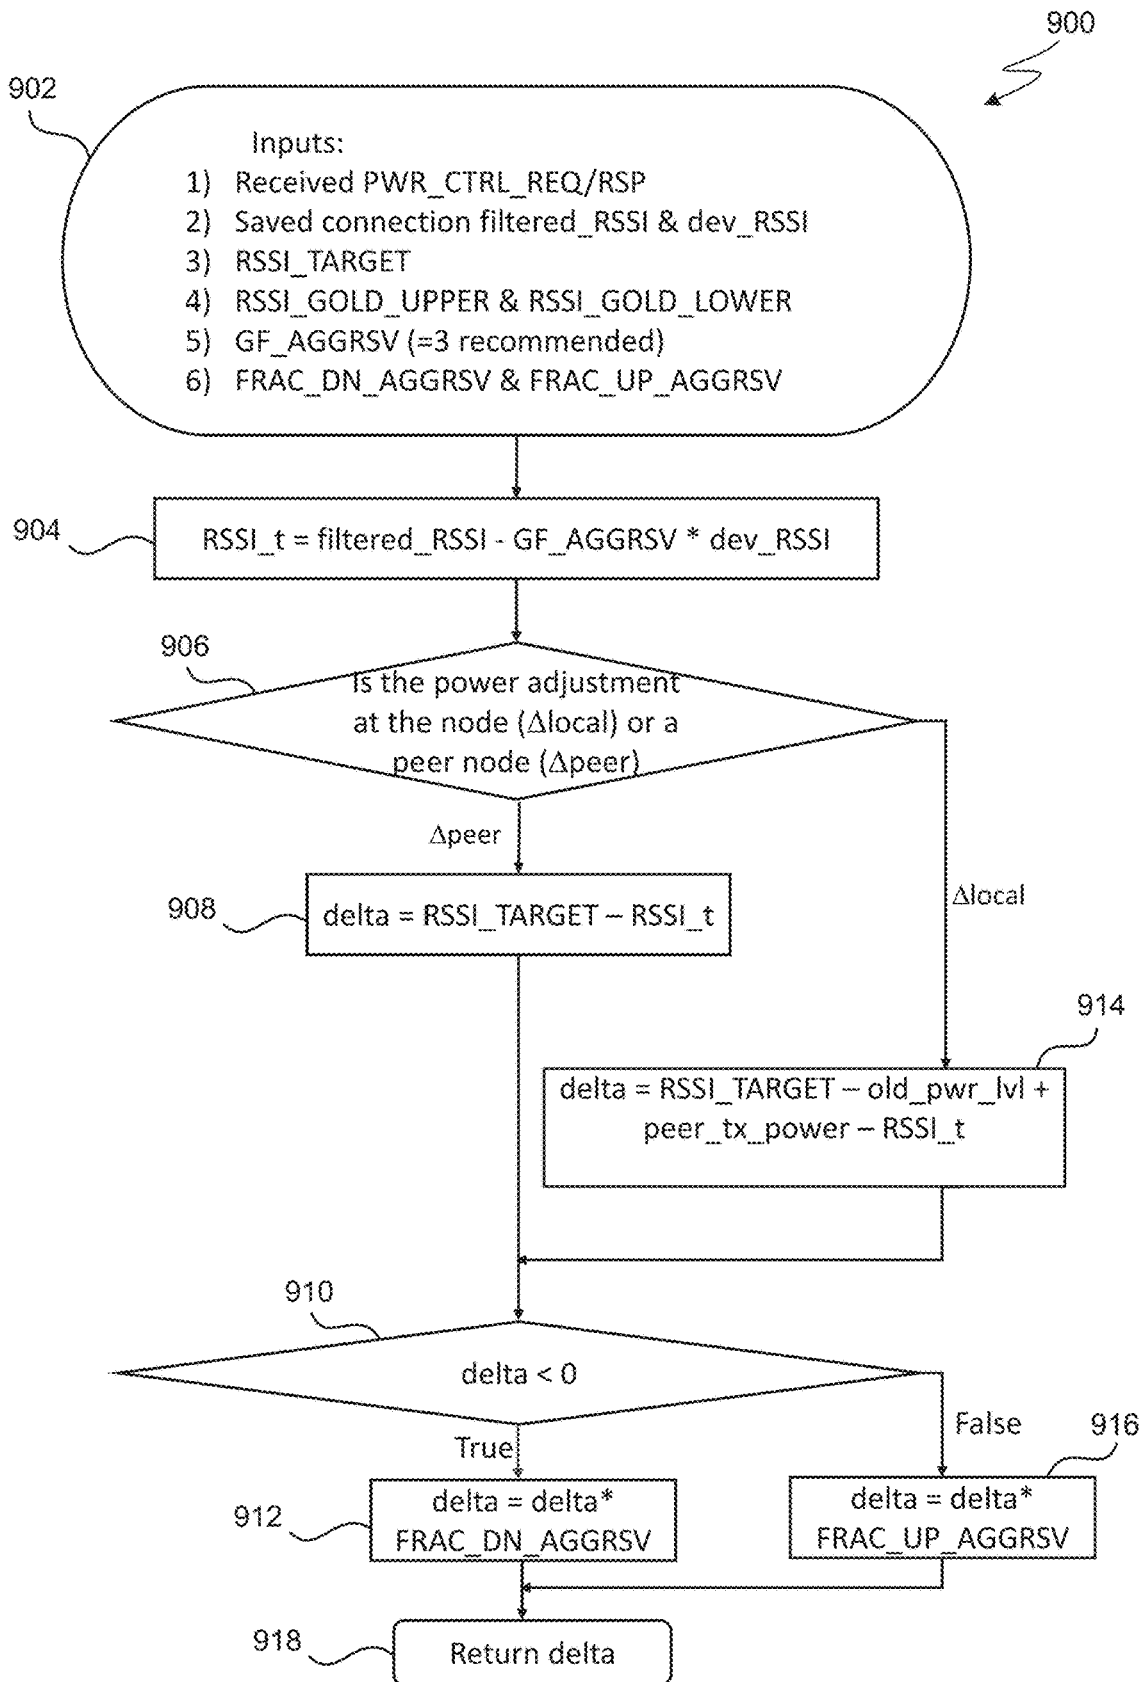 900
902
Inputs:
1) Received PWR_CTRL_REQ/RSP
2) Saved connection filtered_RSSI & dev_RSSI
3) RSSI_TARGET
4) RSSI_GOLD_UPPER & RSSI_GOLD_LOWER
5) GF_AGGRSV (=3 recommended)
6) FRAC_DN_AGGRSV & FRAC_UP_AGGRSV
904
RSSI_t = filtered_RSSI - GF_AGGRSV * dev_RSSI
906
Is the power adjustment
at the node (Δlocal) or a
peer node (Δpeer)
Δpeer
Δlocal
908
delta = RSSI_TARGET – RSSI_t
914
delta = RSSI_TARGET – old_pwr_lvl +
peer_tx_power – RSSI_t
910
delta < 0
True
False
912
delta = delta*
FRAC_DN_AGGRSV
916
delta = delta*
FRAC_UP_AGGRSV
918
Return delta